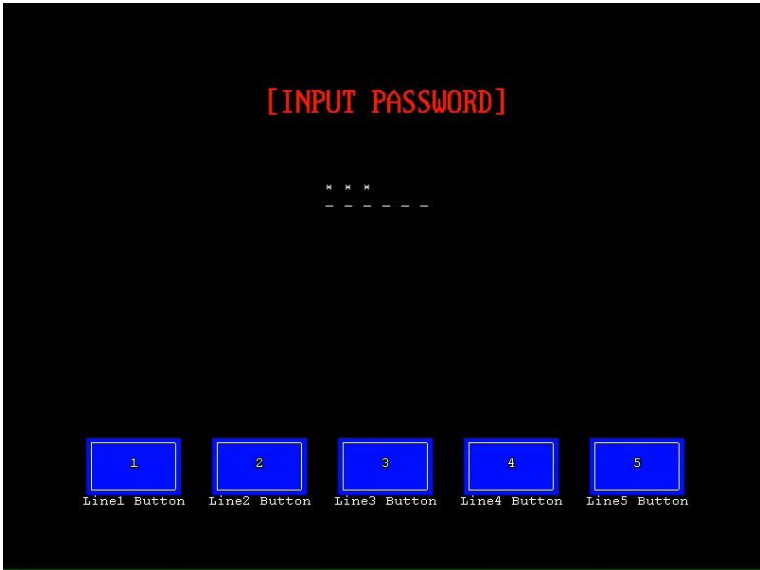 [INPUT PASSWORD]
* * *
_ _ _ _ _ _
1 2 3 4 5
Line1 Button Line2 Button Line3 Button Line4 Button Line5 Button